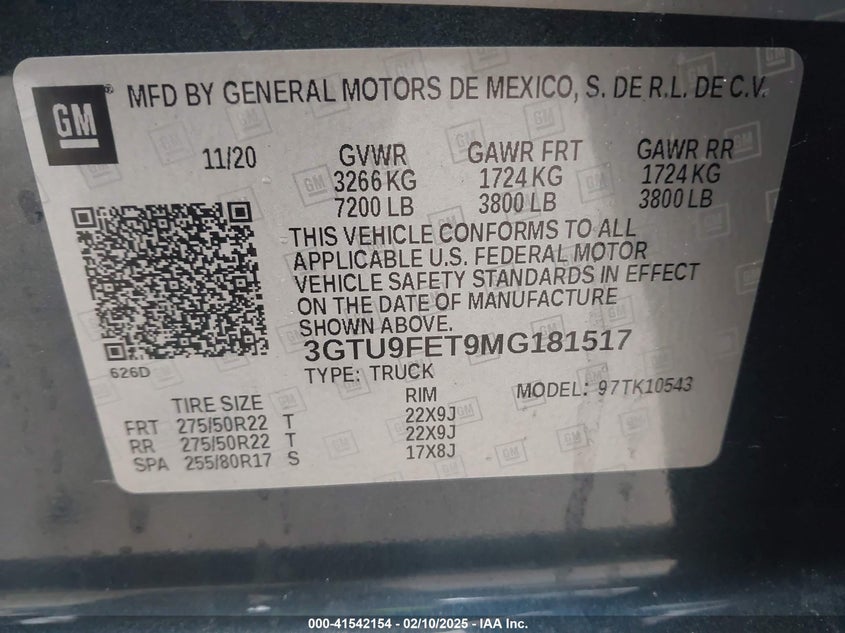 GM ® MFD BY GENERAL MOTORS DE MEXICO, S. DE R.L. DE C.V.
11/20 GVWR GAWR FRT GAWR RR
3266 KG 1724 KG 1724 KG
7200 LB 3800 LB 3800 LB
THIS VEHICLE CONFORMS TO ALL
APPLICABLE U.S. FEDERAL MOTOR
VEHICLE SAFETY STANDARDS IN EFFECT
ON THE DATE OF MANUFACTURE
SHOWN ABOVE.
3GTU9FET9MG181517
626D
TYPE: TRUCK MODEL: 97TK10543
TIRE SIZE RIM
FRT 275/50R22 T 22X9J
RR 275/50R22 T 22X9J
SPA 255/80R17 S 17X8J
000-41542154 — 02/10/2025 — IAA Inc.